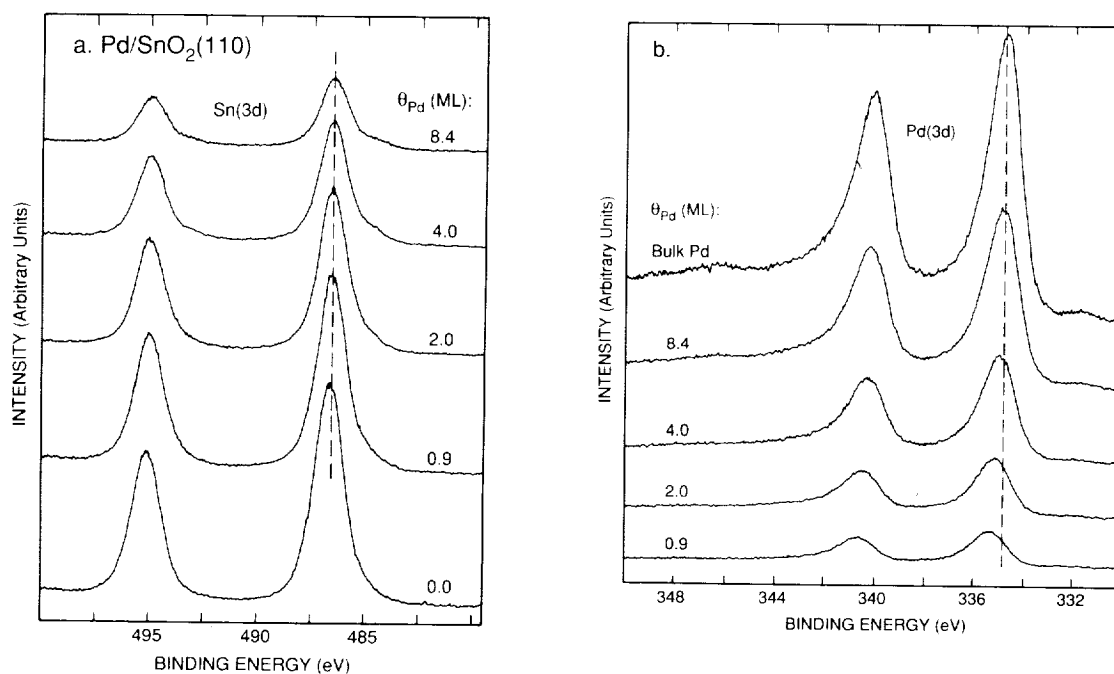 a. Pd/SnO₂(110)
Sn(3d)
θPd (ML):
8.4
4.0
2.0
0.9
0.0
INTENSITY (Arbitrary Units)
495
490
485
BINDING ENERGY (eV)
b.
Pd(3d)
θPd (ML):
Bulk Pd
8.4
4.0
2.0
0.9
INTENSITY (Arbitrary Units)
348
344
340
336
332
BINDING ENERGY (eV)